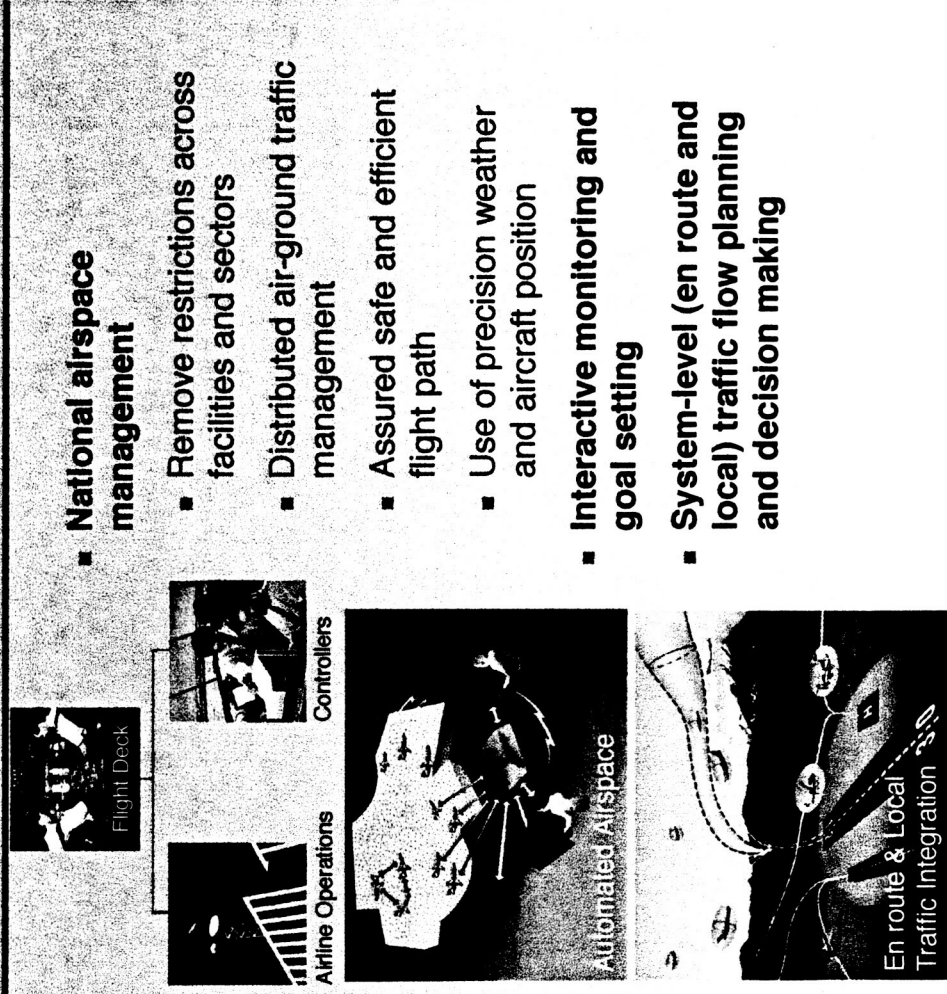 Flight Deck
Airline Operations
Controllers
Automated Airspace
En route & Local
Traffic Integration
H
▪ National airspace
management
▪ Remove restrictions across
facilities and sectors
▪ Distributed air-ground traffic
management
▪ Assured safe and efficient
flight path
▪ Use of precision weather
and aircraft position
▪ Interactive monitoring and
goal setting
▪ System-level (en route and
local) traffic flow planning
and decision making